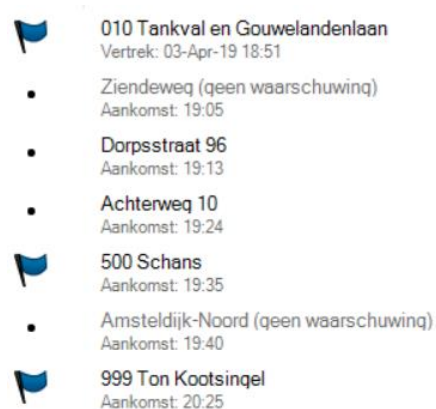 010 Tankval en Gouwelandenlaan
Vertrek: 03-Apr-19 18:51
Ziendeweg (geen waarschuwing)
Aankomst: 19:05
Dorpsstraat 96
Aankomst: 19:13
Achterweg 10
Aankomst: 19:24
500 Schans
Aankomst: 19:35
Amsteldijk-Noord (geen waarschuwing)
Aankomst: 19:40
999 Ton Kootsingel
Aankomst: 20:25